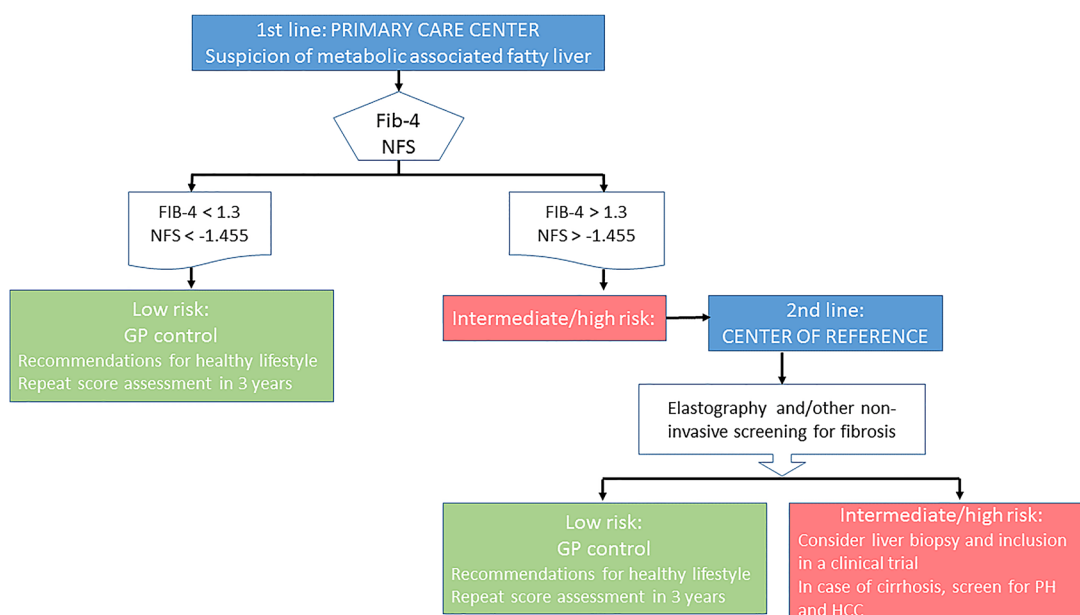 1st line: PRIMARY CARE CENTER
Suspicion of metabolic associated fatty liver
Fib-4
NFS
FIB-4 < 1.3
NFS < -1.455
FIB-4 > 1.3
NFS > -1.455
Low risk:
GP control
Recommendations for healthy lifestyle
Repeat score assessment in 3 years
Intermediate/high risk:
2nd line:
CENTER OF REFERENCE
Elastography and/other non-
invasive screening for fibrosis
Low risk:
GP control
Recommendations for healthy lifestyle
Repeat score assessment in 3 years
Intermediate/high risk:
Consider liver biopsy and inclusion
in a clinical trial
In case of cirrhosis, screen for PH
and HCC